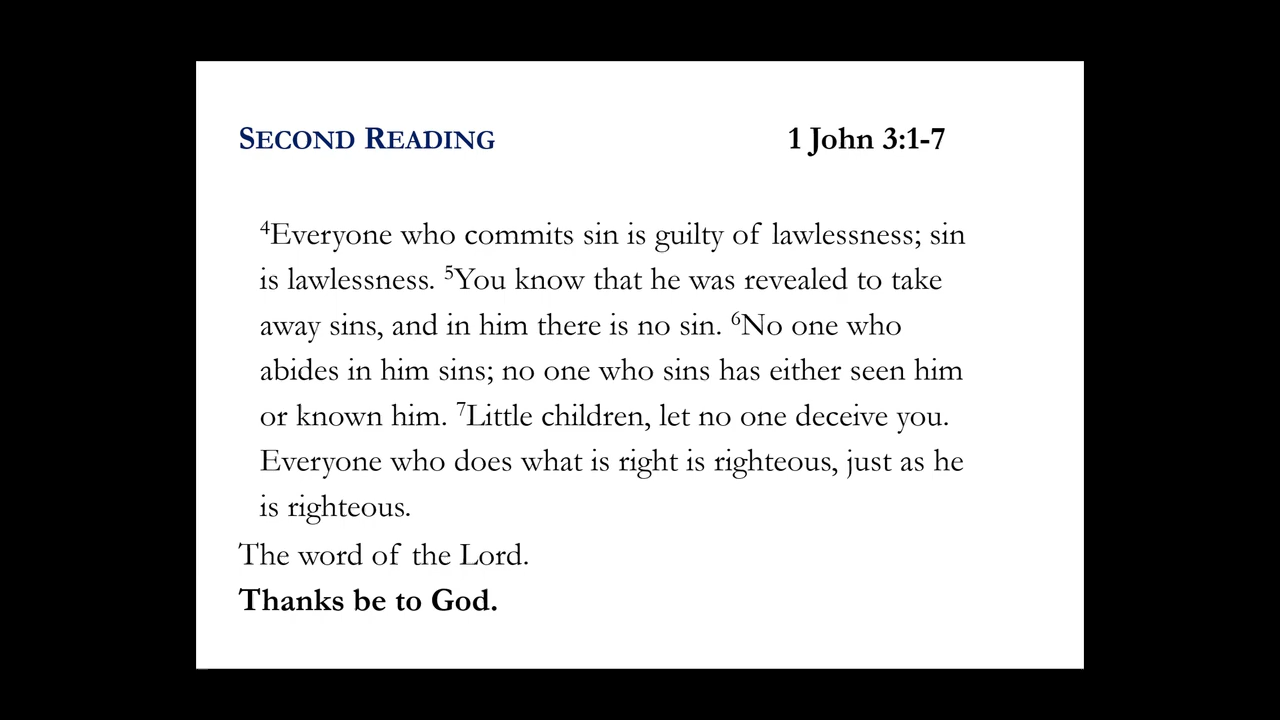 SECOND READING 1 John 3:1-7
⁴Everyone who commits sin is guilty of lawlessness; sin
is lawlessness. ⁵You know that he was revealed to take
away sins, and in him there is no sin. ⁶No one who
abides in him sins; no one who sins has either seen him
or known him. ⁷Little children, let no one deceive you.
Everyone who does what is right is righteous, just as he
is righteous.
The word of the Lord.
Thanks be to God.